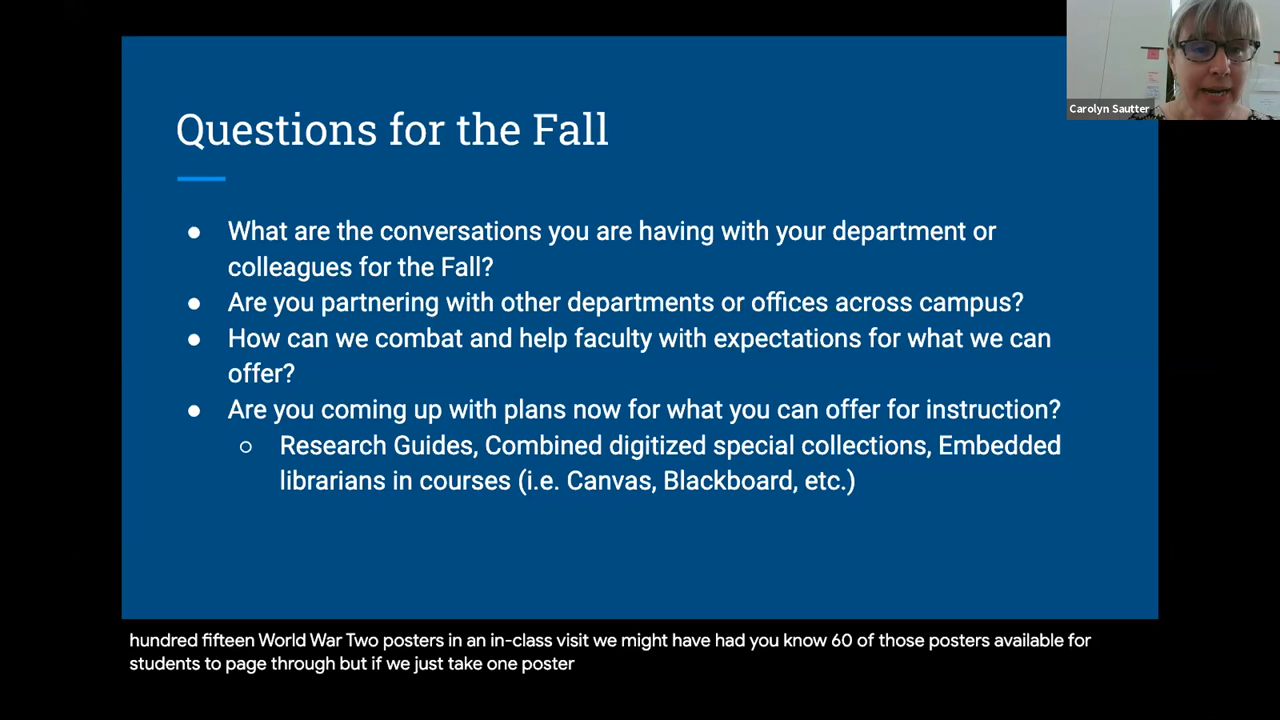 Carolyn Sautter
Questions for the Fall
● What are the conversations you are having with your department or
colleagues for the Fall?
● Are you partnering with other departments or offices across campus?
● How can we combat and help faculty with expectations for what we can
offer?
● Are you coming up with plans now for what you can offer for instruction?
○ Research Guides, Combined digitized special collections, Embedded
librarians in courses (i.e. Canvas, Blackboard, etc.)
hundred fifteen World War Two posters in an in-class visit we might have had you know 60 of those posters available for
students to page through but if we just take one poster